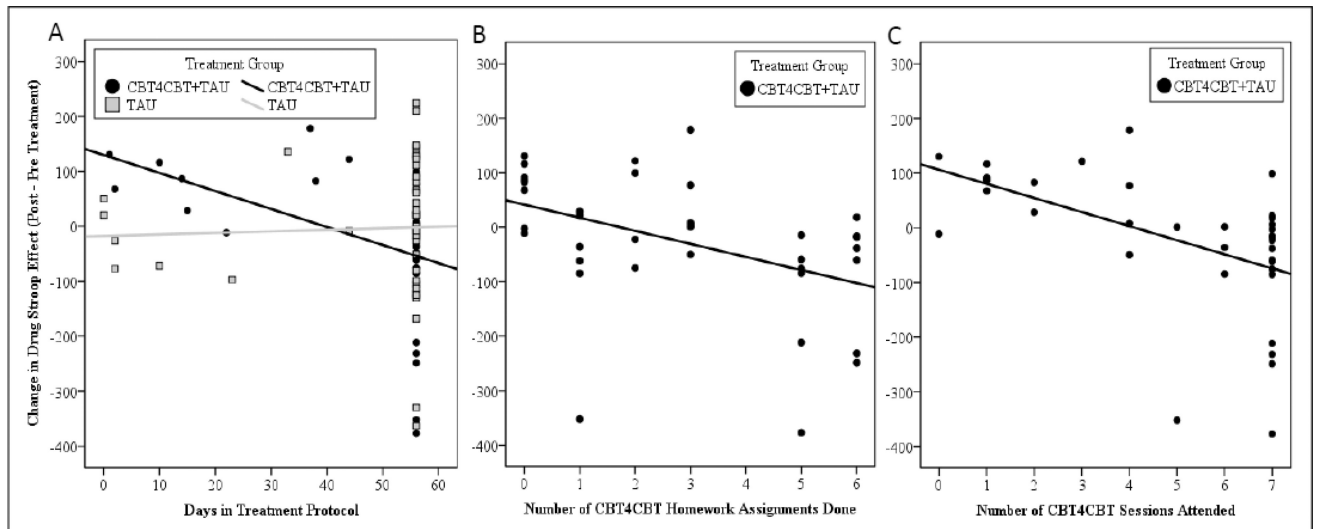 A
Treatment Group
CBT4CBT+TAU CBT4CBT+TAU
TAU TAU
300
200
100
0
-100
-200
-300
-400
Change in Drug Stroop Effect (Post - Pre Treatment)
0 10 20 30 40 50 60
Days in Treatment Protocol
B
Treatment Group
CBT4CBT+TAU
300
200
100
0
-100
-200
-300
-400
0 1 2 3 4 5 6
Number of CBT4CBT Homework Assignments Done
C
Treatment Group
CBT4CBT+TAU
300
200
100
0
-100
-200
-300
-400
0 1 2 3 4 5 6 7
Number of CBT4CBT Sessions Attended